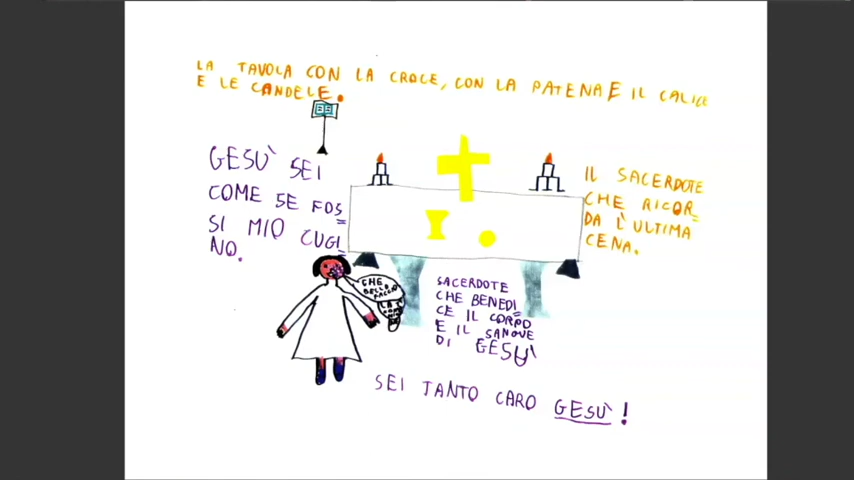 LA TAVOLA CON LA CROCE, CON LA PATENA E IL CALICE
E LE CANDELE.
GESÙ SEI
COME SE FOS
SI MIO CUGI
NO.
IL SACERDOTE
CHE RICOR
DA L'ULTIMA
CENA.
CHE
BELLO
FACCIO
SACERDOTE
CHE BENEDI
CE IL CORPO
E IL SANGUE
DI GESÙ
SEI TANTO CARO GESÙ!